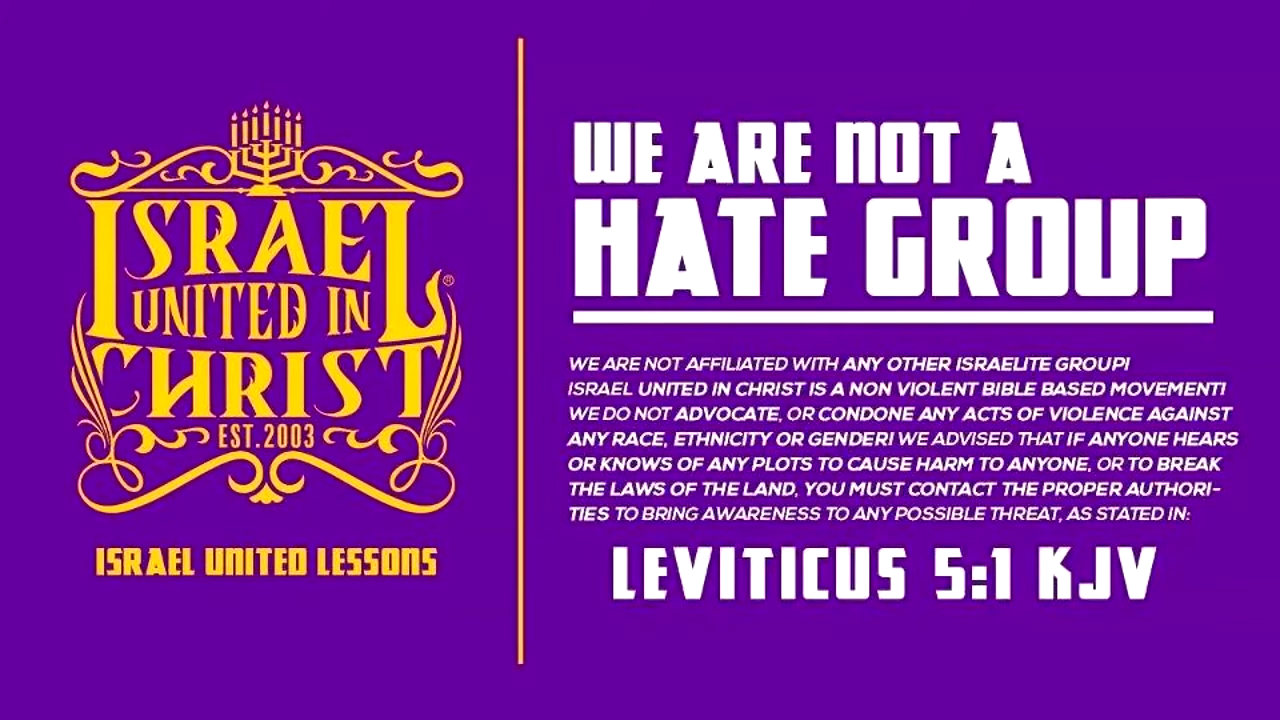 ISRAEL
UNITED IN
CHRIST
®
EST. 2003
ISRAEL UNITED LESSONS
WE ARE NOT A
HATE GROUP
WE ARE NOT AFFILIATED WITH ANY OTHER ISRAELITE GROUP!
ISRAEL UNITED IN CHRIST IS A NON VIOLENT BIBLE BASED MOVEMENT!
WE DO NOT ADVOCATE, OR CONDONE ANY ACTS OF VIOLENCE AGAINST
ANY RACE, ETHNICITY OR GENDER! WE ADVISED THAT IF ANYONE HEARS
OR KNOWS OF ANY PLOTS TO CAUSE HARM TO ANYONE, OR TO BREAK
THE LAWS OF THE LAND, YOU MUST CONTACT THE PROPER AUTHORI-
TIES TO BRING AWARENESS TO ANY POSSIBLE THREAT, AS STATED IN:
LEVITICUS 5:1 KJV